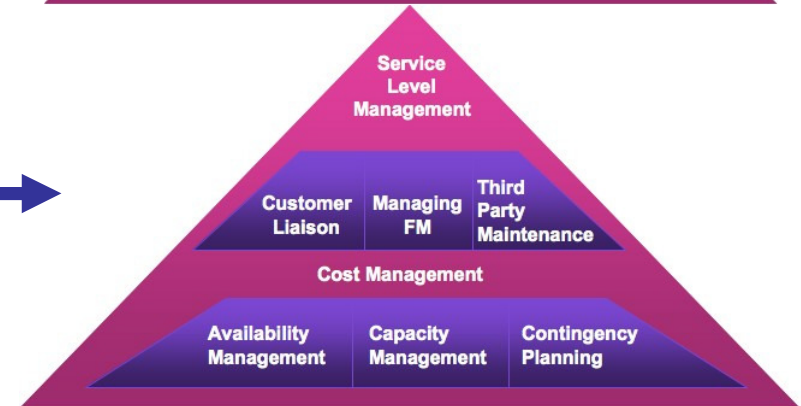 Service
Level
Management
Customer
Liaison
Managing
FM
Third
Party
Maintenance
Cost Management
Availability
Management
Capacity
Management
Contingency
Planning